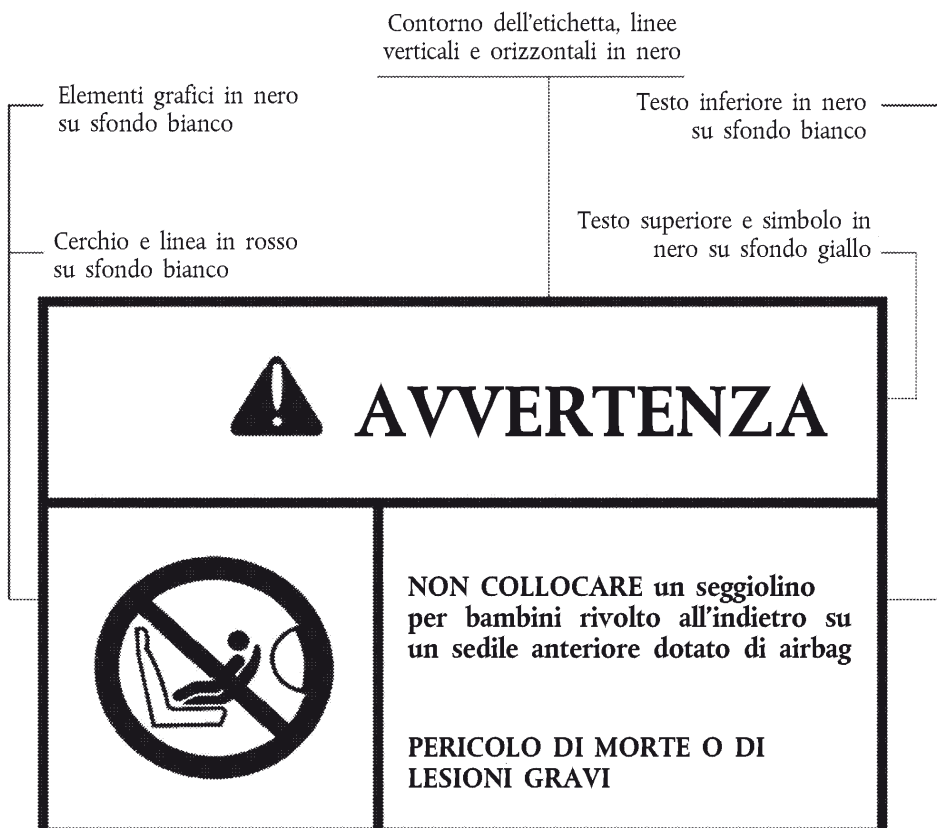 Contorno dell'etichetta, linee
verticali e orizzontali in nero
Elementi grafici in nero
su sfondo bianco
Testo inferiore in nero
su sfondo bianco
Cerchio e linea in rosso
su sfondo bianco
Testo superiore e simbolo in
nero su sfondo giallo
AVVERTENZA
NON COLLOCARE un seggiolino
per bambini rivolto all'indietro su
un sedile anteriore dotato di airbag
PERICOLO DI MORTE O DI
LESIONI GRAVI